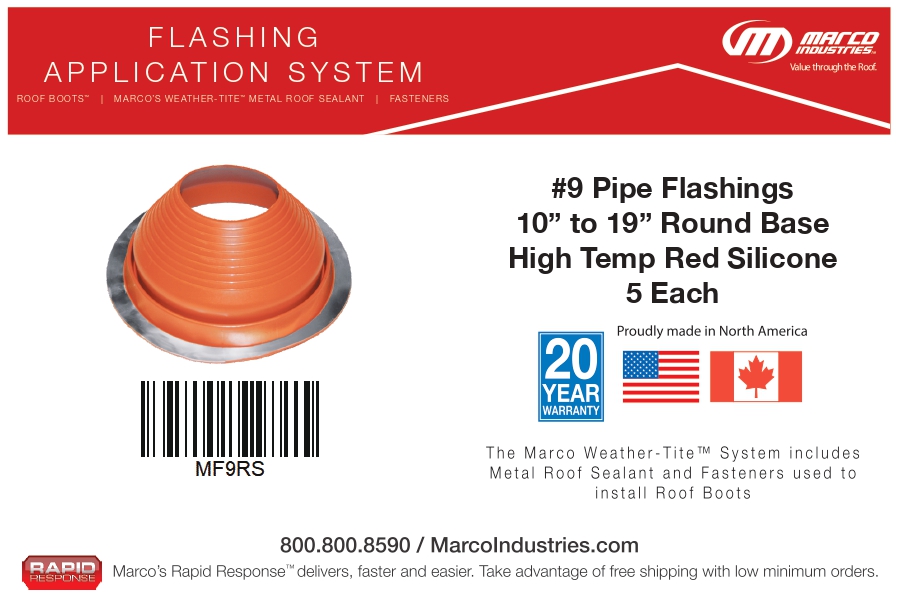 FLASHING
APPLICATION SYSTEM
ROOF BOOTS™ | MARCO'S WEATHER-TITE™ METAL ROOF SEALANT | FASTENERS
MARCO
INDUSTRIES™
Value through the Roof.
#9 Pipe Flashings
10” to 19” Round Base
High Temp Red Silicone
5 Each
Proudly made in North America
20
YEAR
WARRANTY
MF9RS
The Marco Weather-Tite™ System includes
Metal Roof Sealant and Fasteners used to
install Roof Boots
800.800.8590 / MarcoIndustries.com
RAPID
RESPONSE
Marco’s Rapid Response™ delivers, faster and easier. Take advantage of free shipping with low minimum orders.